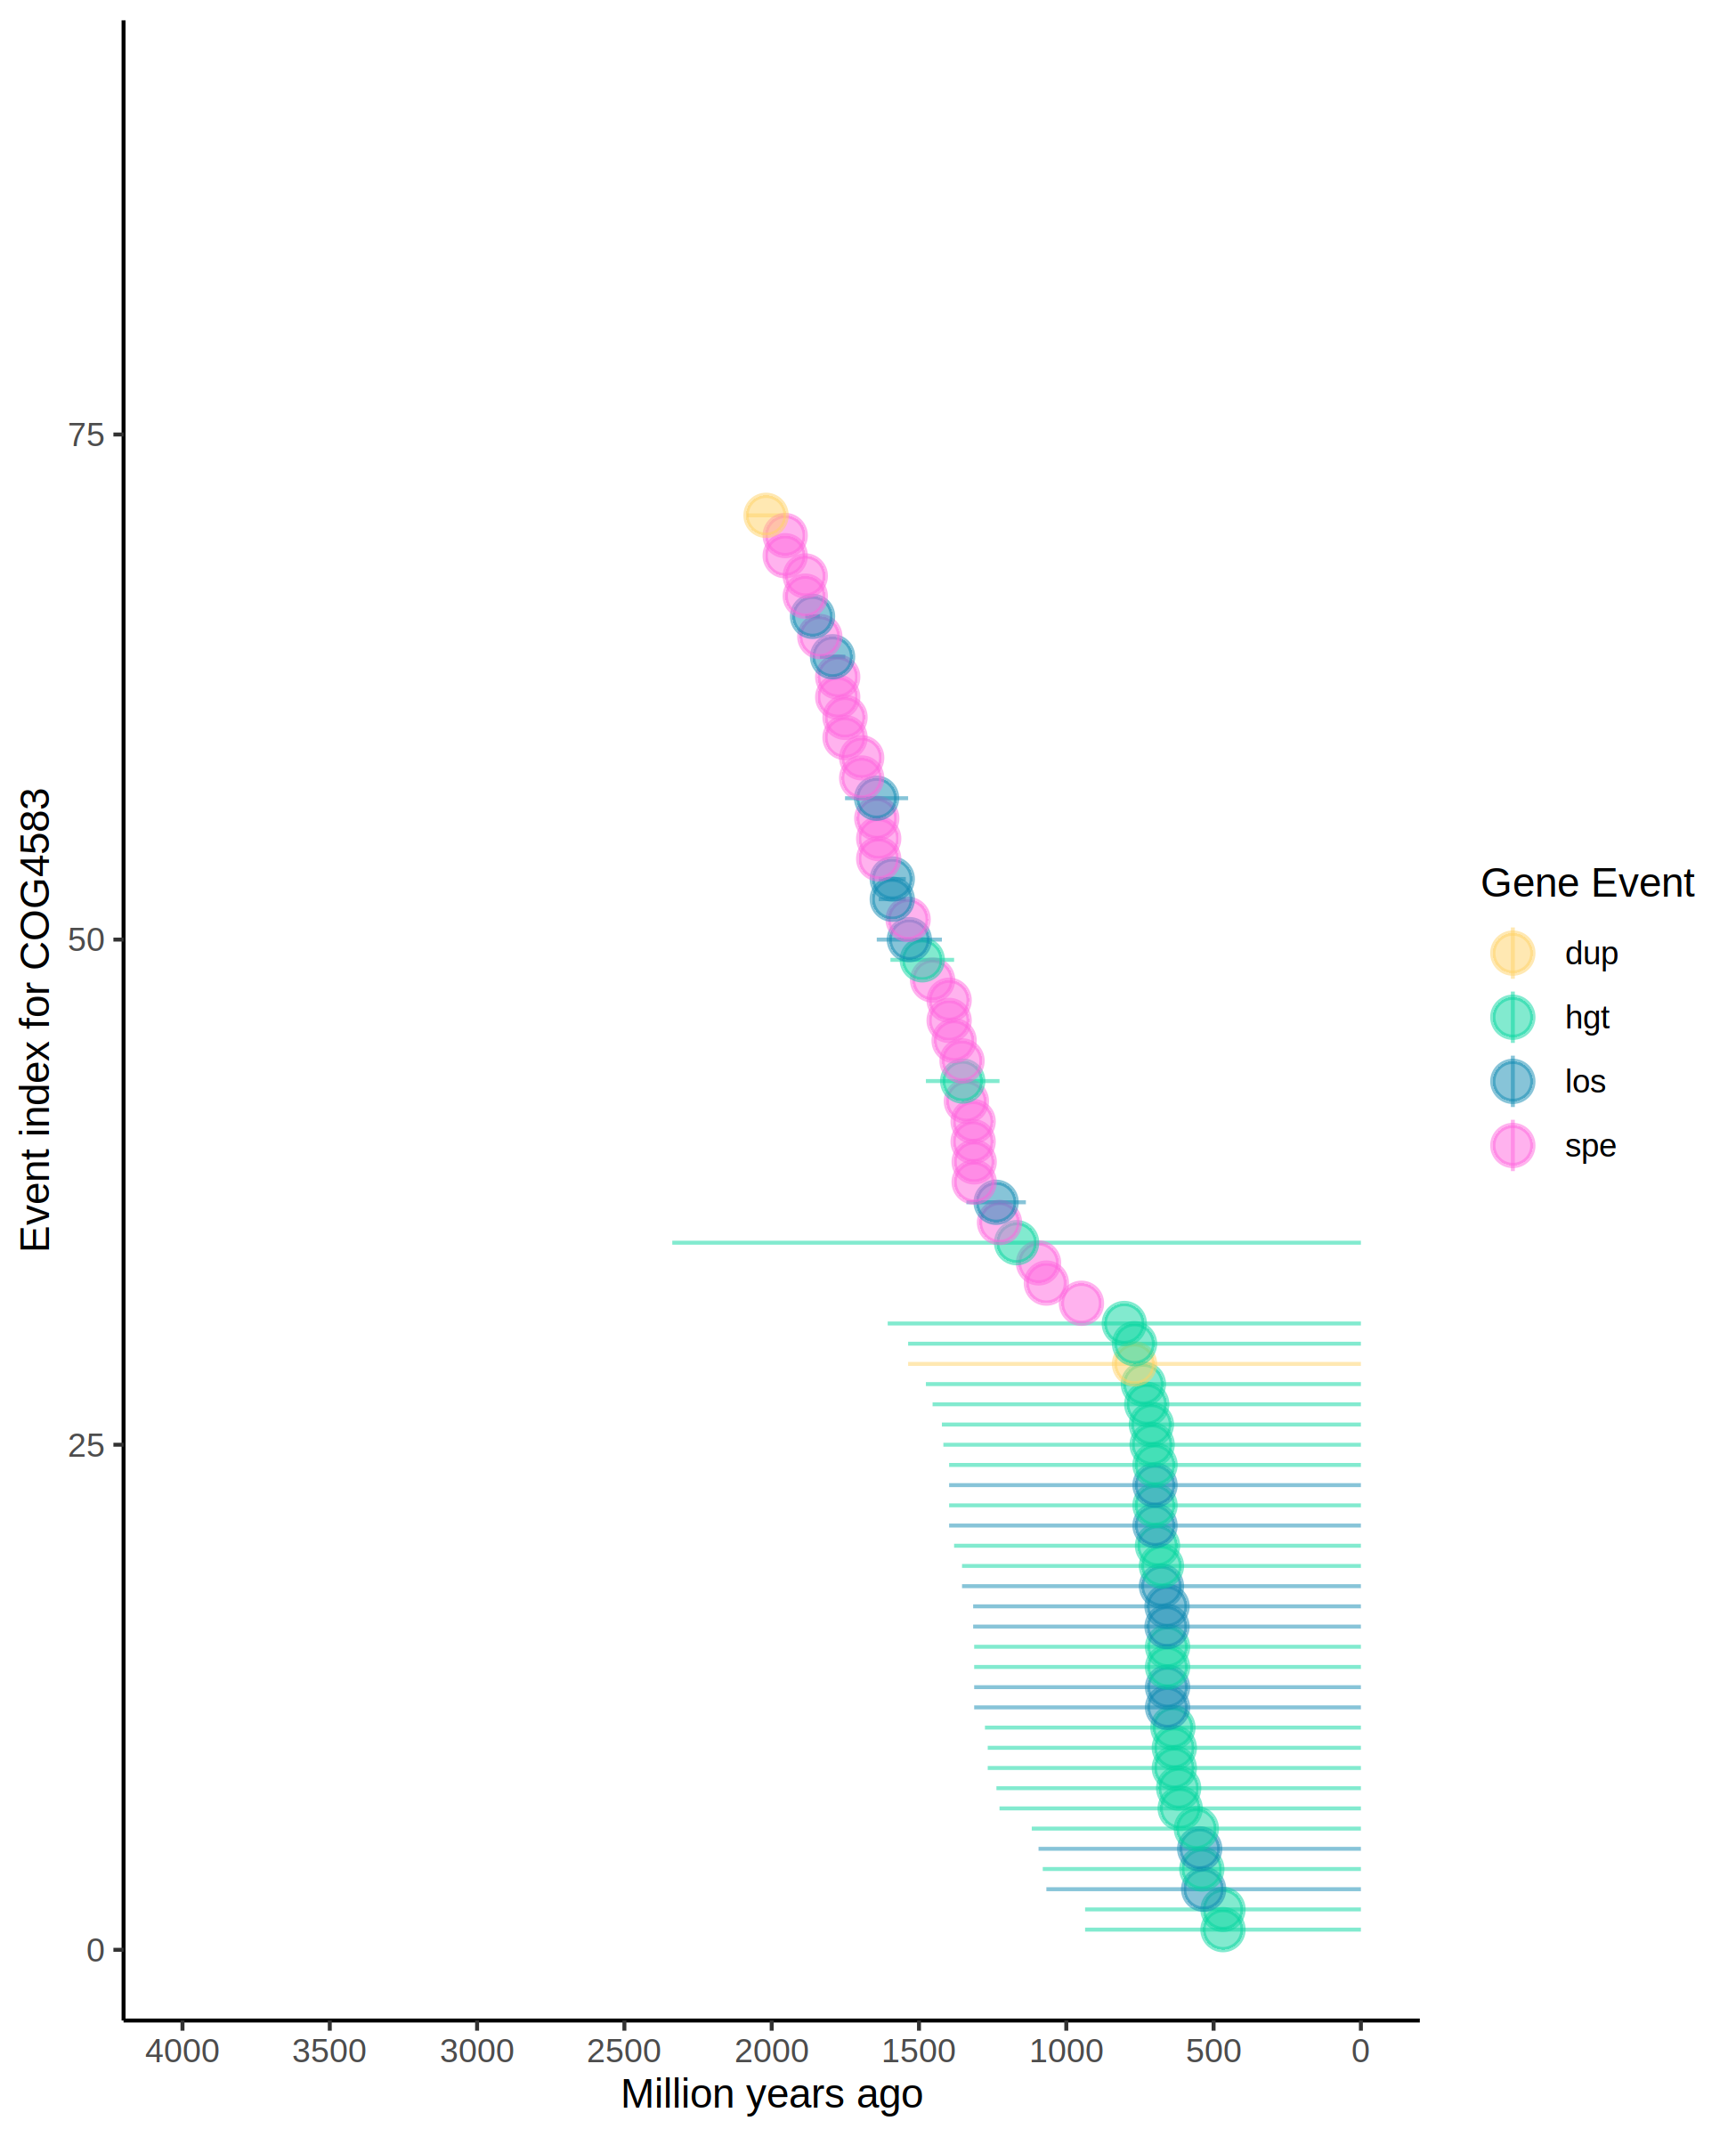 Event index for COG4583
75
50
25
0
4000 3500 3000 2500 2000 1500 1000 500 0
Million years ago
Gene Event
dup
hgt
los
spe